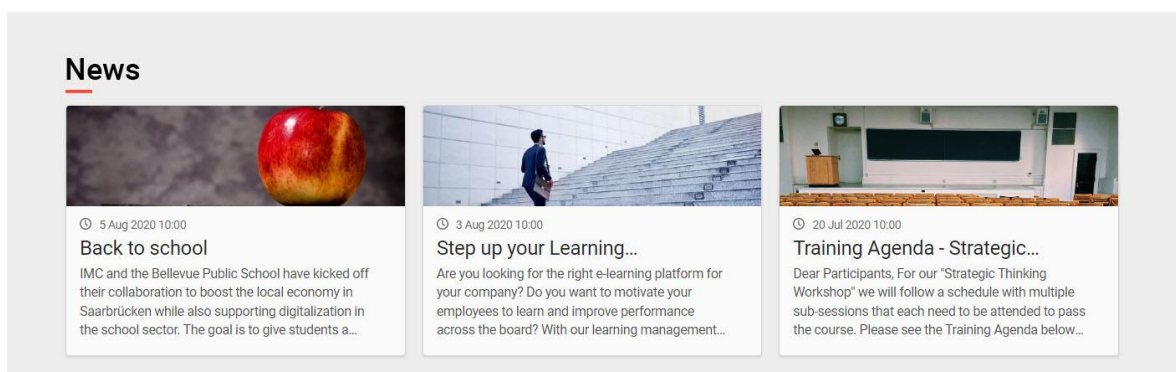 News
5 Aug 2020 10:00
Back to school
IMC and the Bellevue Public School have kicked off
their collaboration to boost the local economy in
Saarbrücken while also supporting digitalization in
the school sector. The goal is to give students a...
3 Aug 2020 10:00
Step up your Learning...
Are you looking for the right e-learning platform for
your company? Do you want to motivate your
employees to learn and improve performance
across the board? With our learning management...
20 Jul 2020 10:00
Training Agenda - Strategic...
Dear Participants, For our "Strategic Thinking
Workshop" we will follow a schedule with multiple
sub-sessions that each need to be attended to pass
the course. Please see the Training Agenda below...